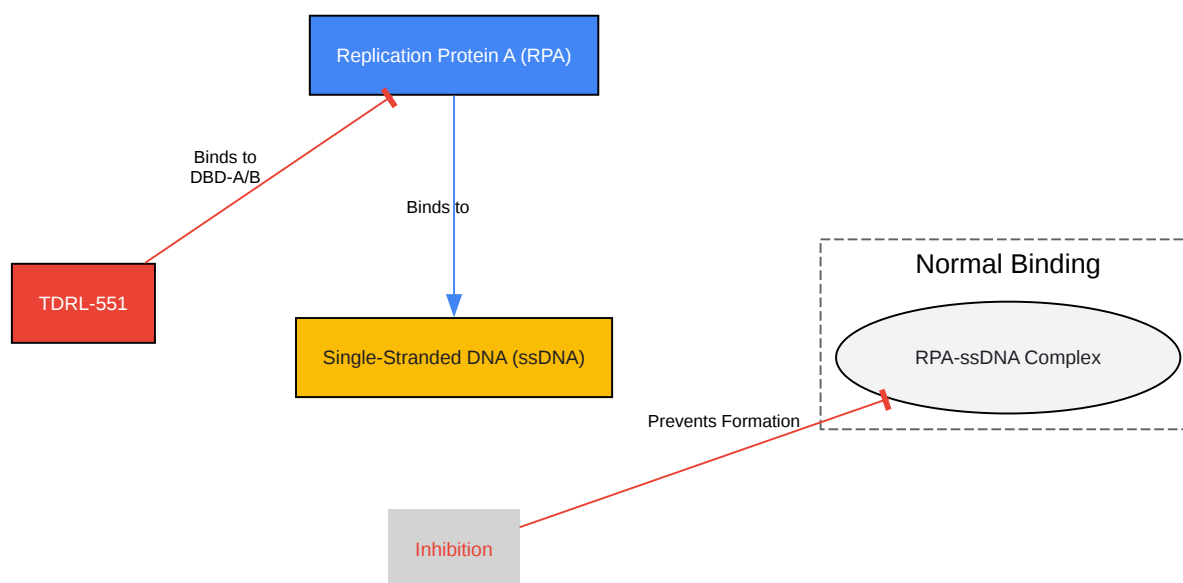 Replication Protein A (RPA)
Binds to
DBD-A/B
Binds to
TDRL-551
Normal Binding
Single-Stranded DNA (ssDNA)
RPA-ssDNA Complex
Prevents Formation
Inhibition